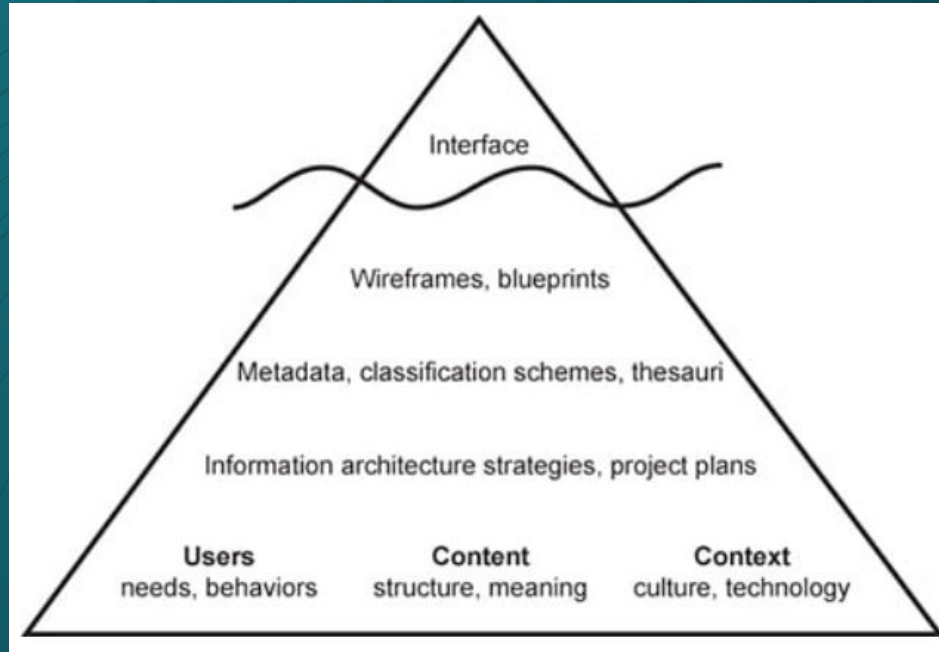 Interface
Wireframes, blueprints
Metadata, classification schemes, thesauri
Information architecture strategies, project plans
Users
needs, behaviors
Content
structure, meaning
Context
culture, technology